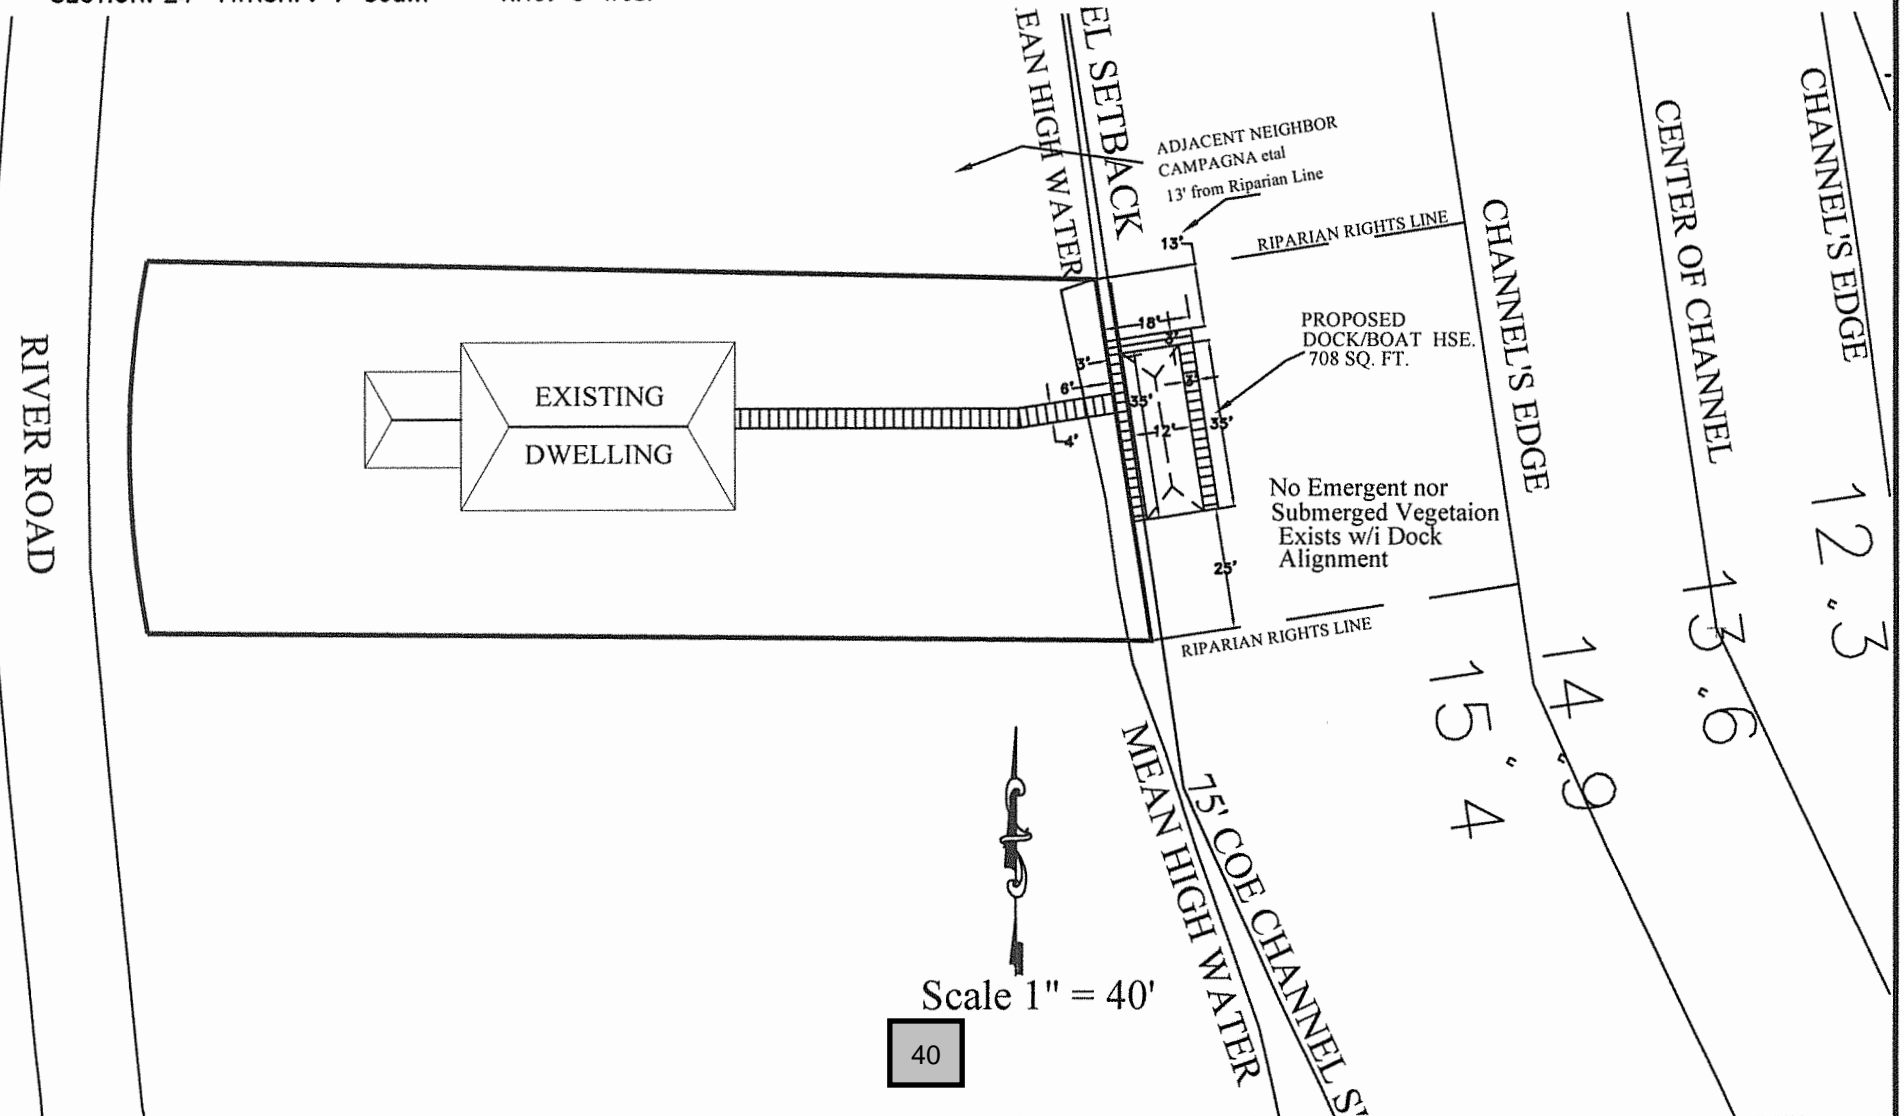 RIVER ROAD
EXISTING
DWELLING
EAN HIGH WATER
EL SETBACK
ADJACENT NEIGHBOR
CAMPAGNA etal
13' from Riparian Line
13'
RIPARIAN RIGHTS LINE
18'
3'
3'
6'
3'
35'
12'
35'
4'
PROPOSED
DOCK/BOAT HSE.
708 SQ. FT.
No Emergent nor
Submerged Vegetaion
Exists w/i Dock
Alignment
25'
RIPARIAN RIGHTS LINE
CHANNEL'S EDGE
CENTER OF CHANNEL
CHANNEL'S EDGE
15 " 4
14 " 9
13 " 6
12 " 3
MEAN HIGH WATER
75' COE CHANNEL
Scale 1" = 40'
40